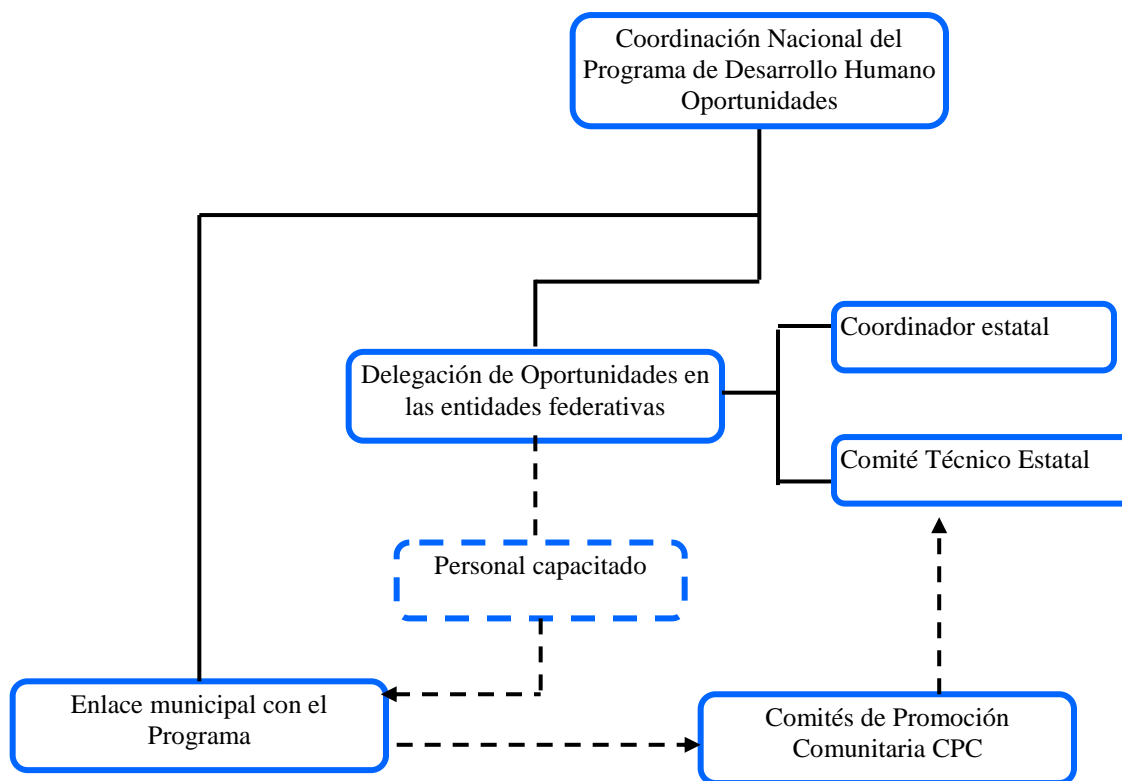 Coordinación Nacional del
Programa de Desarrollo Humano
Oportunidades
Coordinador estatal
Delegación de Oportunidades en
las entidades federativas
Comité Técnico Estatal
Personal capacitado
Enlace municipal con el
Programa
Comités de Promoción
Comunitaria CPC